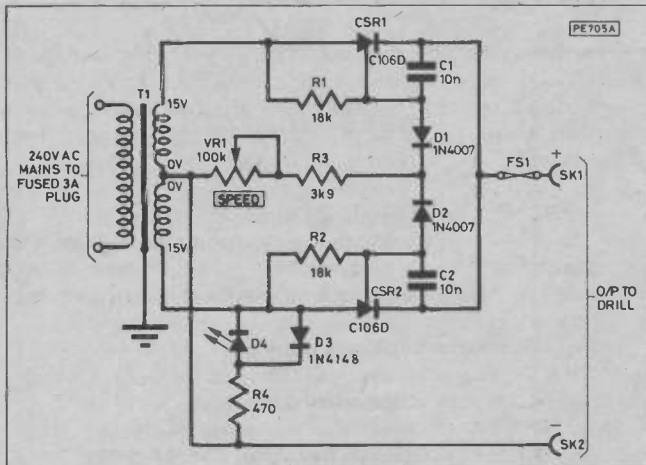 PE705A
CSR1
C106D
C1
10n
R1
18k
T1
15V
0V
0V
15V
240V AC
MAINS TO
FUSED 3A
PLUG
VR1
100k
SPEED
R3
3k9
D1
1N4007
D2
1N4007
FS1
+
SK1
R2
18k
CSR2
C106D
C2
10n
O/P TO
DRILL
D4
D3
1N4148
R4
470
−
SK2